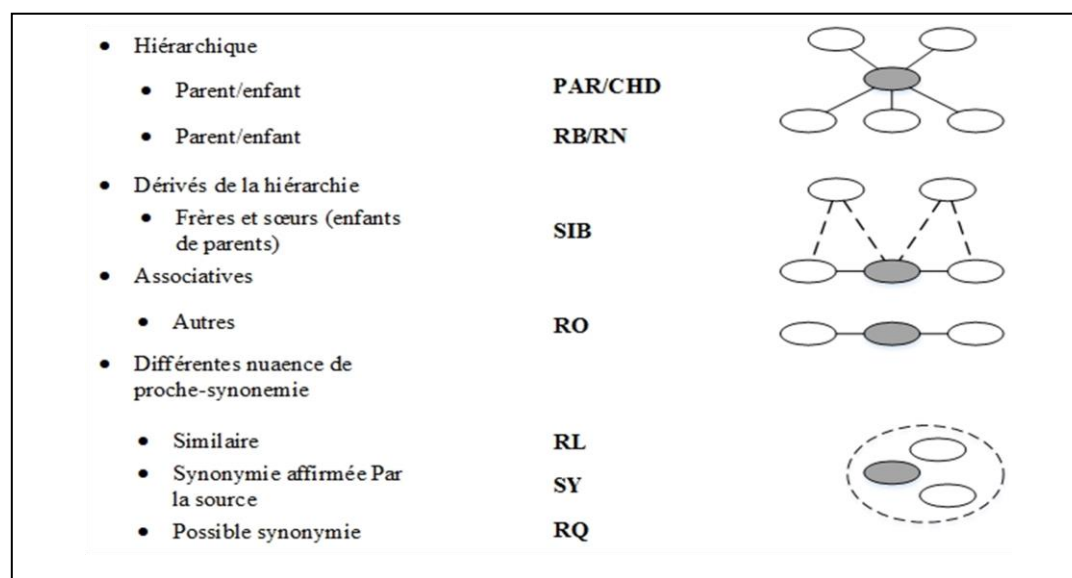 • Hiérarchique
• Parent/enfant PAR/CHD
• Parent/enfant RB/RN
• Dérivés de la hiérarchie
• Frères et sœurs (enfants
de parents) SIB
• Associatives
• Autres RO
• Différentes nuaence de
proche-synonemie
• Similaire RL
• Synonymie affirmée Par
la source SY
• Possible synonymie RQ